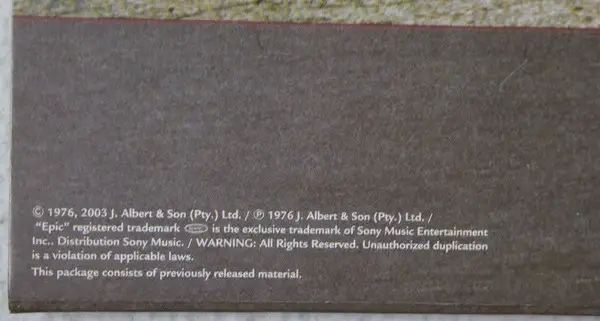 © 1976, 2003 J. Albert & Son (Pty.) Ltd. / ℗ 1976 J. Albert & Son (Pty.) Ltd. /
"Epic" registered trademark is the exclusive trademark of Sony Music Entertainment
Inc.. Distribution Sony Music. / WARNING: All Rights Reserved. Unauthorized duplication
is a violation of applicable laws.
This package consists of previously released material.